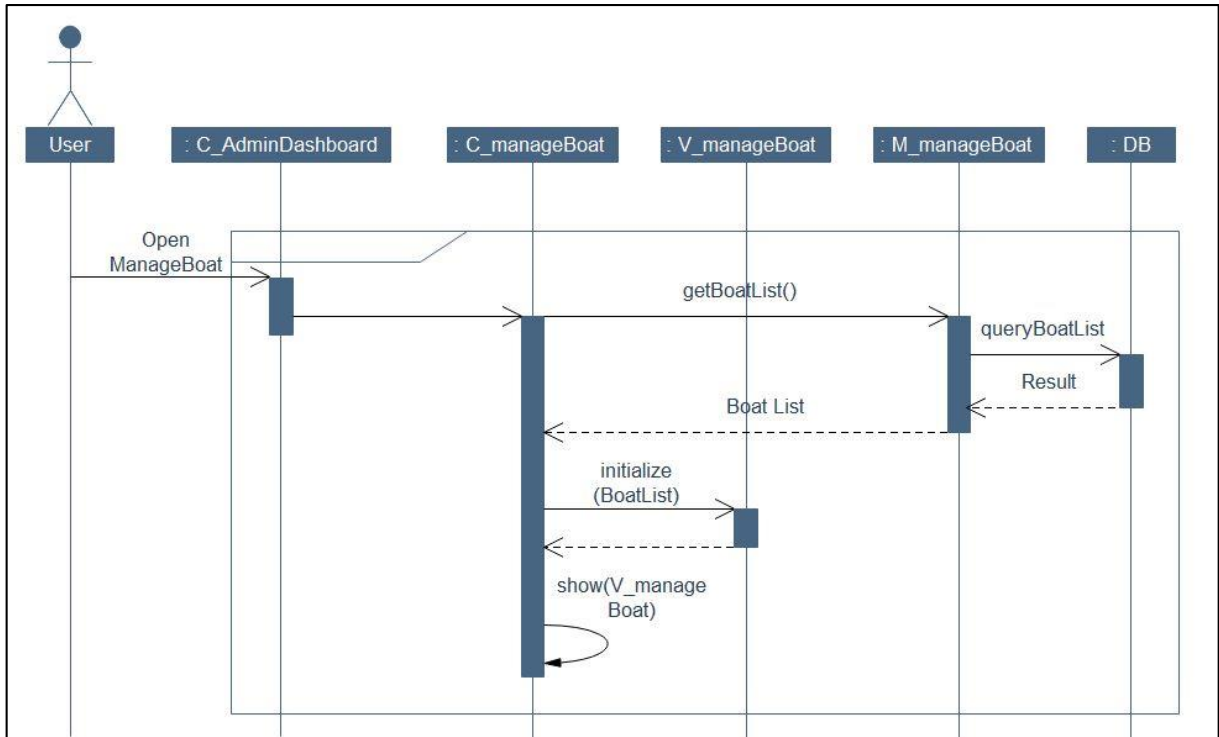 User
: C_AdminDashboard
: C_manageBoat
: V_manageBoat
: M_manageBoat
: DB
Open
ManageBoat
getBoatList()
queryBoatList
Result
Boat List
initialize
(BoatList)
show(V_manage
Boat)